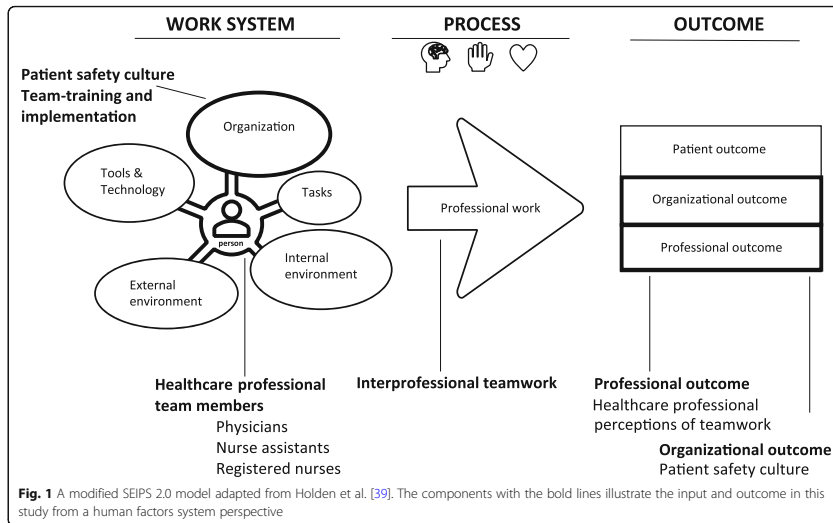 WORK SYSTEM
PROCESS
OUTCOME
Patient safety culture
Team-training and
implementation
Organization
Tools &
Technology
Tasks
person
Internal
environment
External
environment
Professional work
Patient outcome
Organizational outcome
Professional outcome
Healthcare professional
team members
Physicians
Nurse assistants
Registered nurses
Interprofessional teamwork
Professional outcome
Healthcare professional
perceptions of teamwork
Organizational outcome
Patient safety culture
Fig. 1 A modified SEIPS 2.0 model adapted from Holden et al. [39]. The components with the bold lines illustrate the input and outcome in this
study from a human factors system perspective